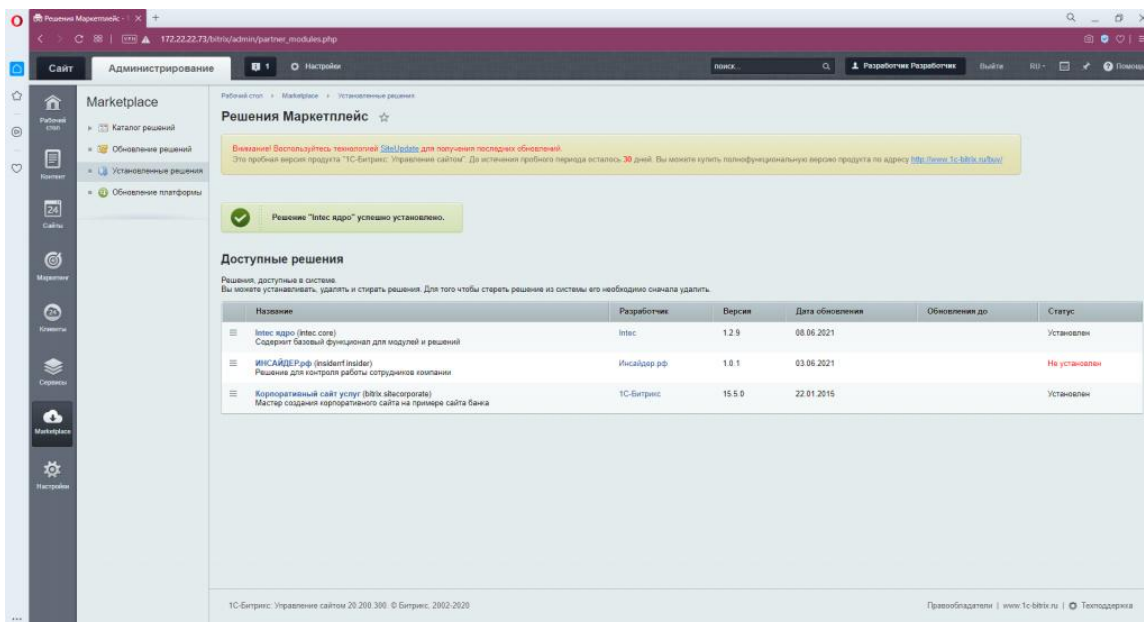 Решения Маркетплейс -
172.22.22.73/bitrix/admin/partner_modules.php
Сайт
Администрирование
1
Настройки
поиск...
Разработчик Разработчик
Выйти
RU
Помощь
Рабочий стол
Контент
24
Сайты
Маркетинг
24
Клиенты
Сервисы
Marketplace
Настройки
Marketplace
Каталог решений
Обновление решений
Установленные решения
Обновление платформы
Рабочий стол Marketplace Установленные решения
Решения Маркетплейс
Внимание! Воспользуйтесь технологией SiteUpdate для получения последних обновлений.
Это пробная версия продукта "1С-Битрикс: Управление сайтом". До истечения пробного периода осталось 30 дней. Вы можете купить полнофункциональную версию продукта по адресу http://www.1c-bitrix.ru/buy/
Решение "Intec ядро" успешно установлено.
Доступные решения
Решения, доступные в системе.
Вы можете устанавливать, удалять и стирать решения. Для того чтобы стереть решение из системы его необходимо сначала удалить.
Название Разработчик Версия Дата обновления Обновления до Статус
Intec ядро (intec.core) Intec 1.2.9 08.06.2021 Установлен
Содержит базовый функционал для модулей и решений
ИНСАЙДЕР.рф (insiderrf.insider) Инсайдер.рф 1.0.1 03.06.2021 Не установлен
Решение для контроля работы сотрудников компании
Корпоративный сайт услуг (bitrix.sitecorporate) 1С-Битрикс 15.5.0 22.01.2015 Установлен
Мастер создания корпоративного сайта на примере сайта банка
1С-Битрикс: Управление сайтом 20.200.300. © Битрикс, 2002-2020
Правообладатели | www.1c-bitrix.ru | Техподдержка